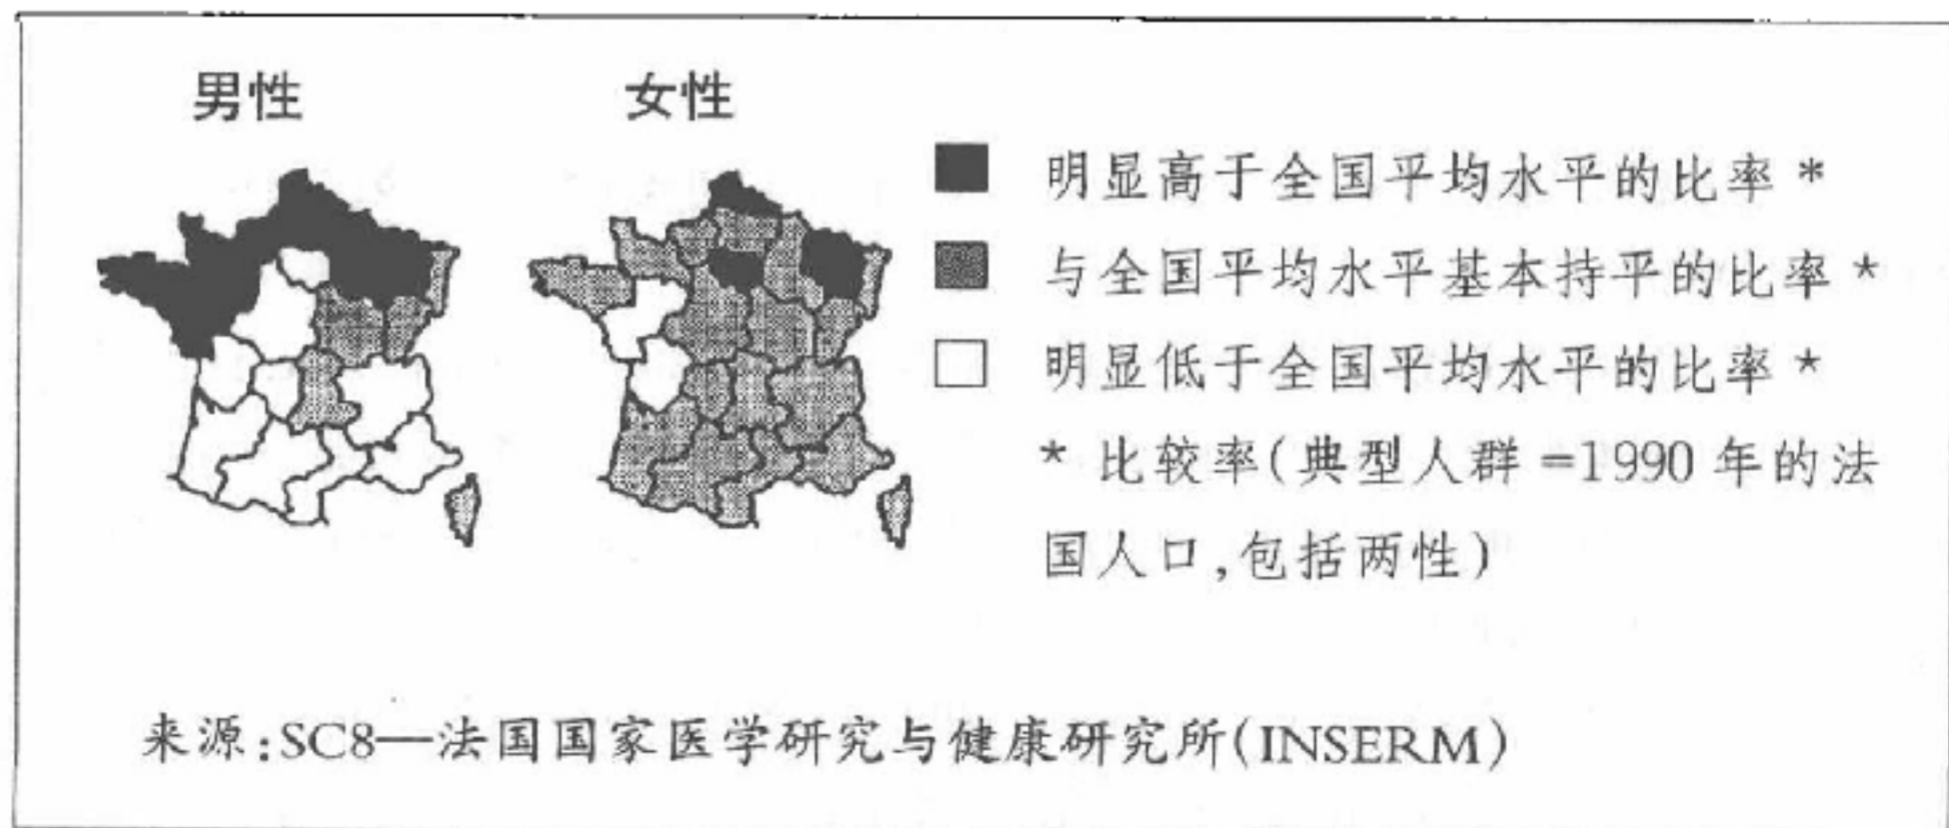 男性
女性
明显高于全国平均水平的比率*
与全国平均水平基本持平的比率*
明显低于全国平均水平的比率*
*比较率(典型人群=1990年的法
国人口,包括两性)
来源:SC8—法国国家医学研究与健康研究所(INSERM)